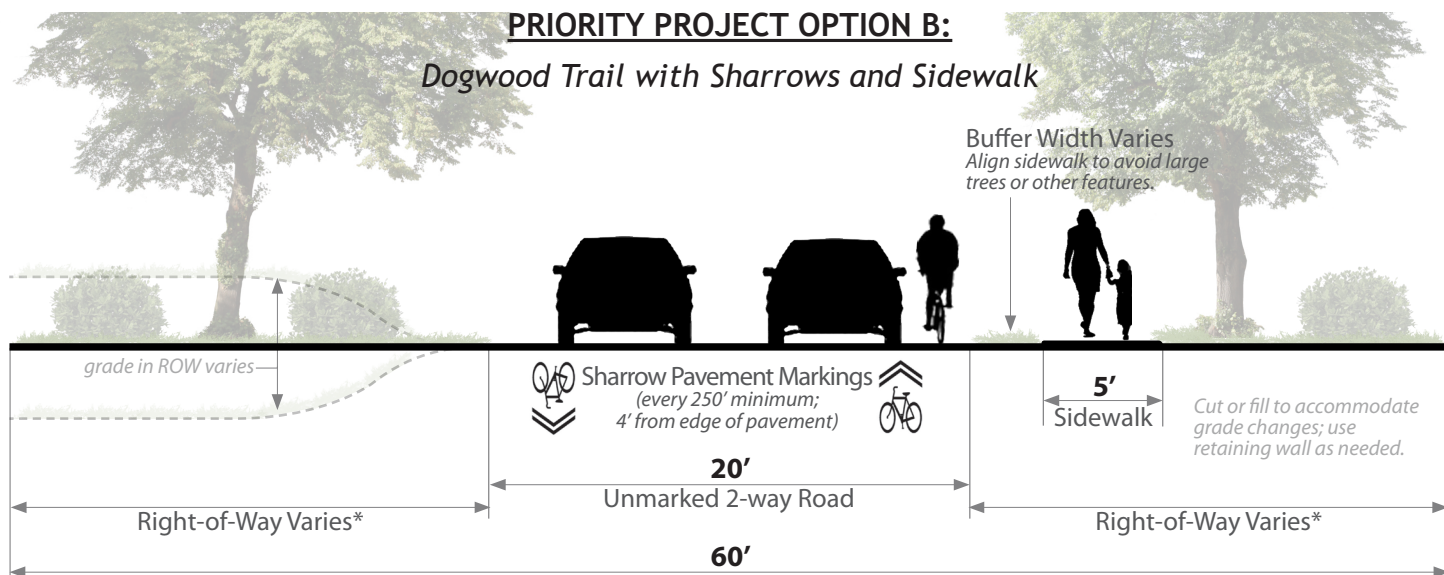 PRIORITY PROJECT OPTION B:
Dogwood Trail with Sharrows and Sidewalk
Buffer Width Varies
Align sidewalk to avoid large
trees or other features.
grade in ROW varies
Sharrow Pavement Markings
(every 250’ minimum;
4’ from edge of pavement)
5’
Sidewalk
Cut or fill to accommodate
grade changes; use
retaining wall as needed.
20’
Unmarked 2-way Road
Right-of-Way Varies*
Right-of-Way Varies*
60’